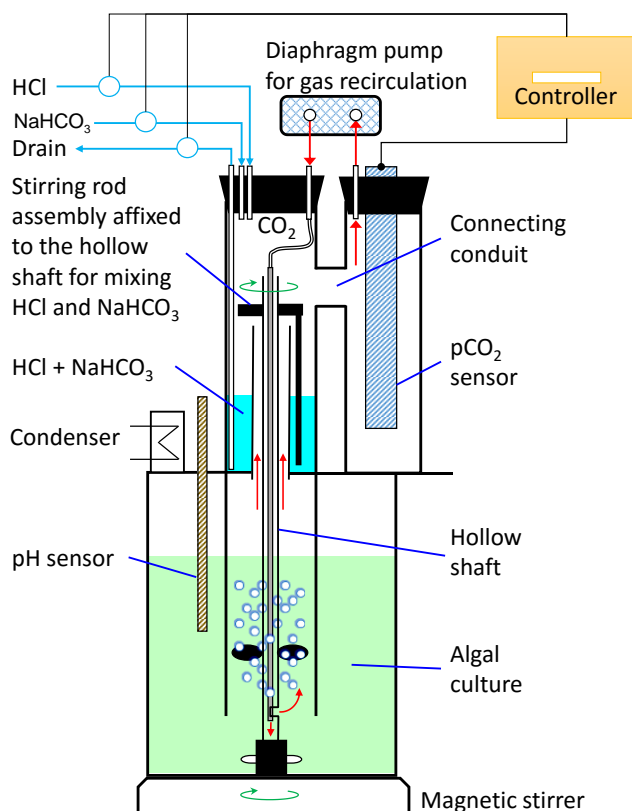 Diaphragm pump
for gas recirculation
Controller
HCl
NaHCO₃
Drain
Stirring rod
assembly affixed
to the hollow
shaft for mixing
HCl and NaHCO₃
CO₂
Connecting
conduit
pCO₂
sensor
HCl + NaHCO₃
Condenser
pH sensor
Hollow
shaft
Algal
culture
Magnetic stirrer